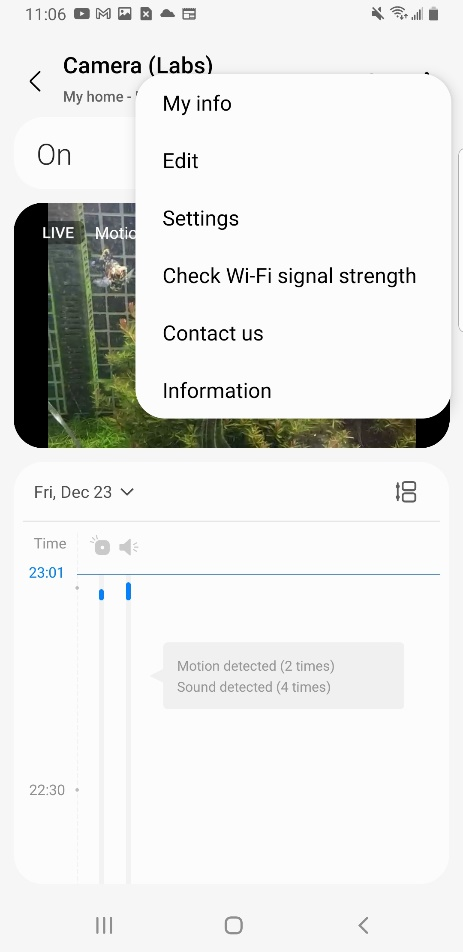 11:06
Camera (Labs)
My home -
On
My info
Edit
Settings
Check Wi-Fi signal strength
Contact us
Information
LIVE
Fri, Dec 23
Time
23:01
Motion detected (2 times)
Sound detected (4 times)
22:30